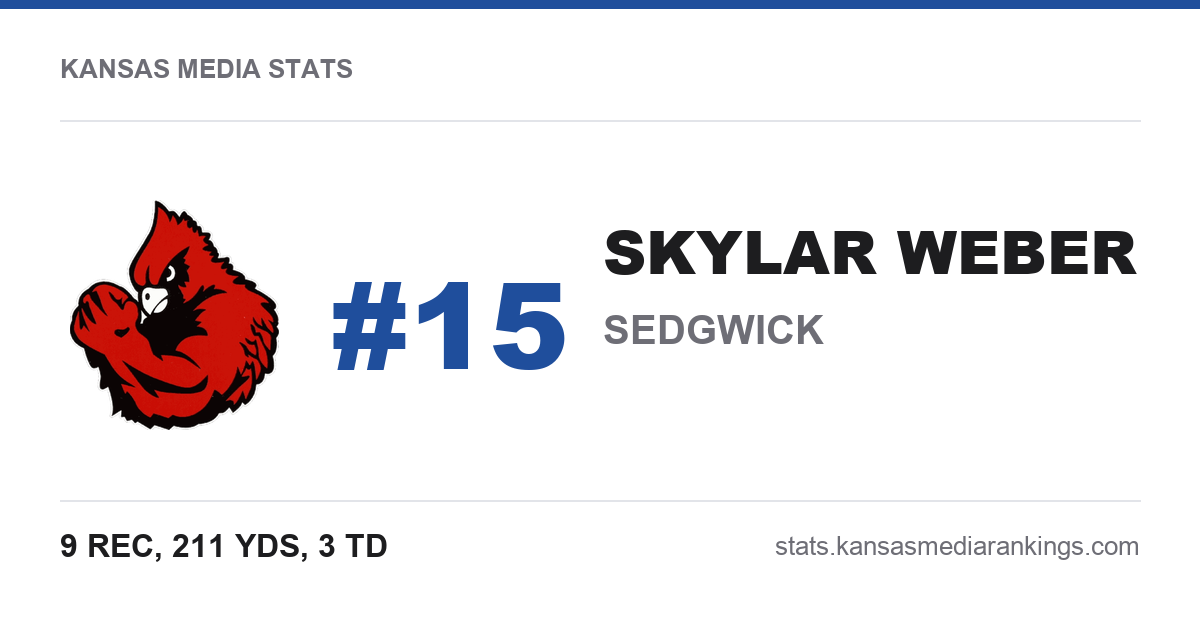 KANSAS MEDIA STATS
#15
SKYLAR WEBER
SEDGWICK
9 REC, 211 YDS, 3 TD
stats.kansasmediarankings.com